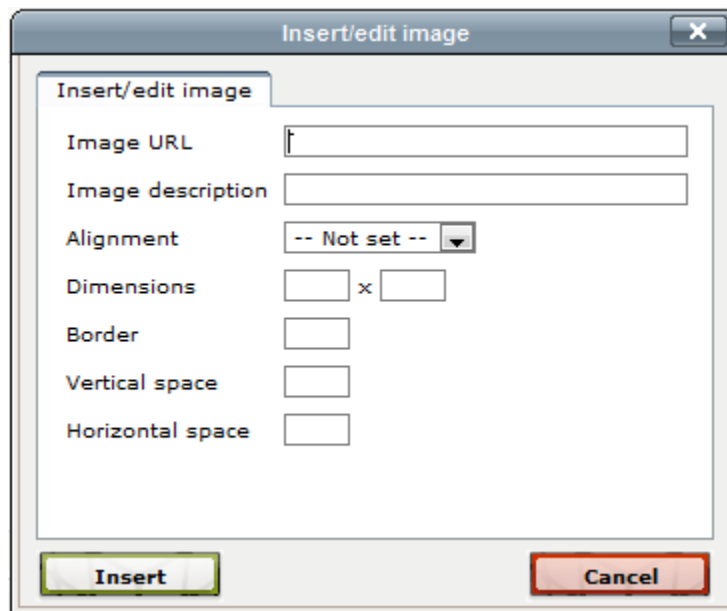 Insert/edit image
Insert/edit image
Image URL
Image description
Alignment -- Not set --
Dimensions x
Border
Vertical space
Horizontal space
Insert Cancel